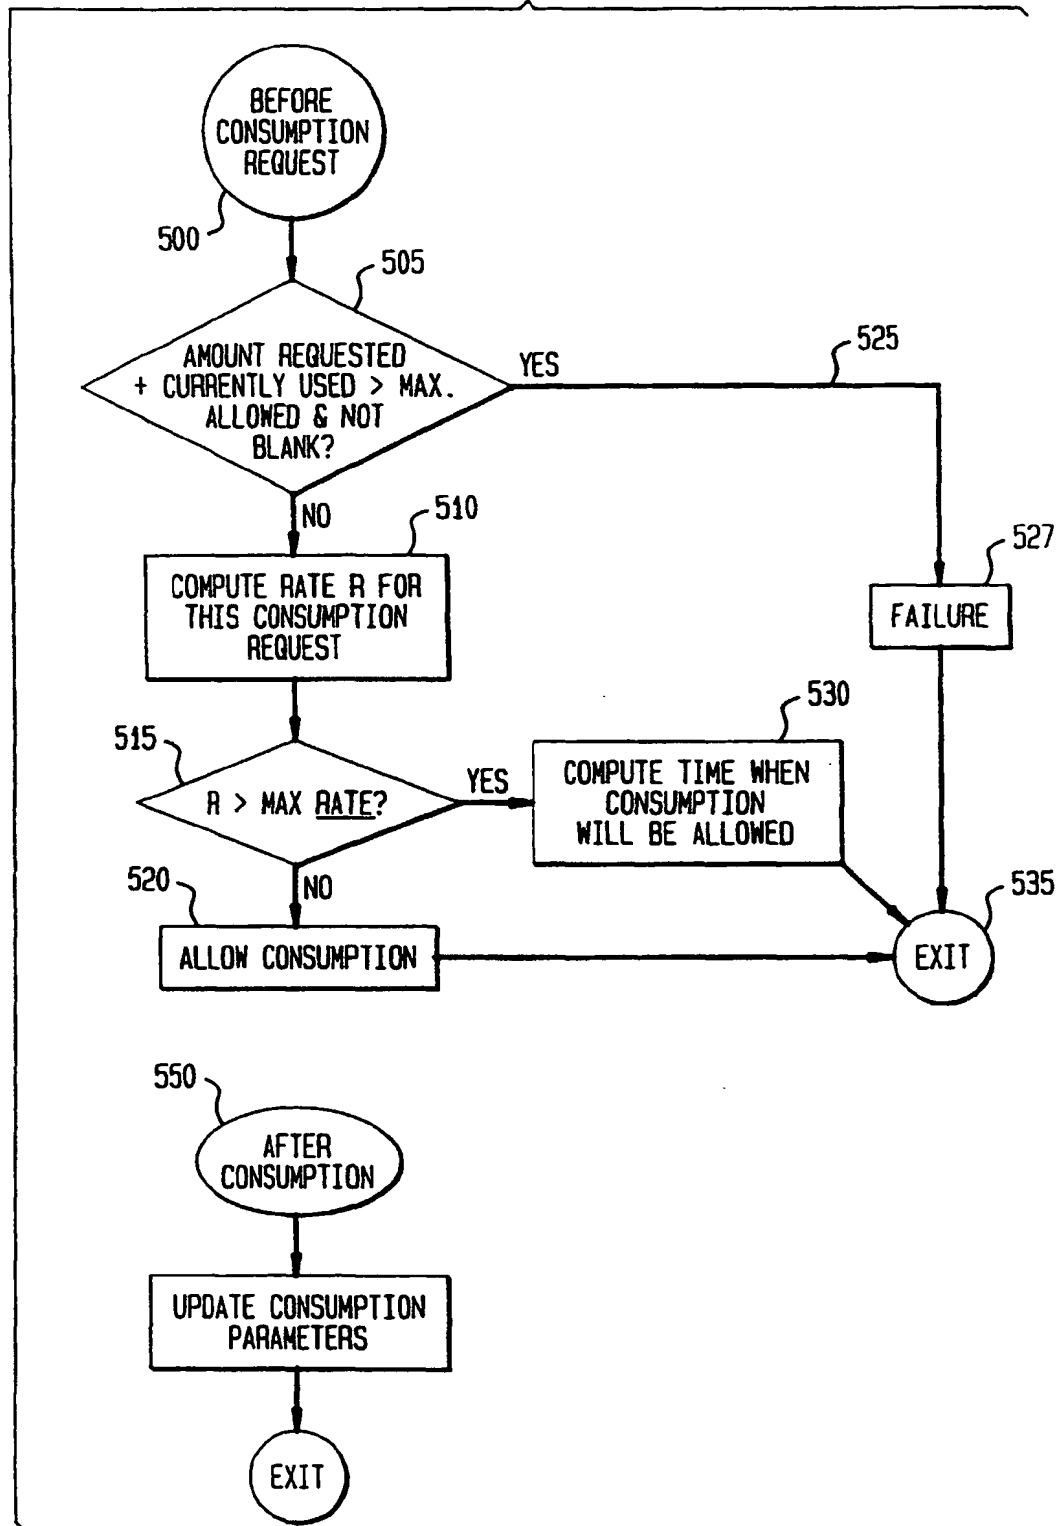 BEFORE
CONSUMPTION
REQUEST
500
505
AMOUNT REQUESTED
+ CURRENTLY USED > MAX.
ALLOWED & NOT
BLANK?
YES
525
NO
510
COMPUTE RATE R FOR
THIS CONSUMPTION
REQUEST
527
FAILURE
515
R > MAX RATE?
YES
530
COMPUTE TIME WHEN
CONSUMPTION
WILL BE ALLOWED
NO
520
ALLOW CONSUMPTION
535
EXIT
550
AFTER
CONSUMPTION
UPDATE CONSUMPTION
PARAMETERS
EXIT